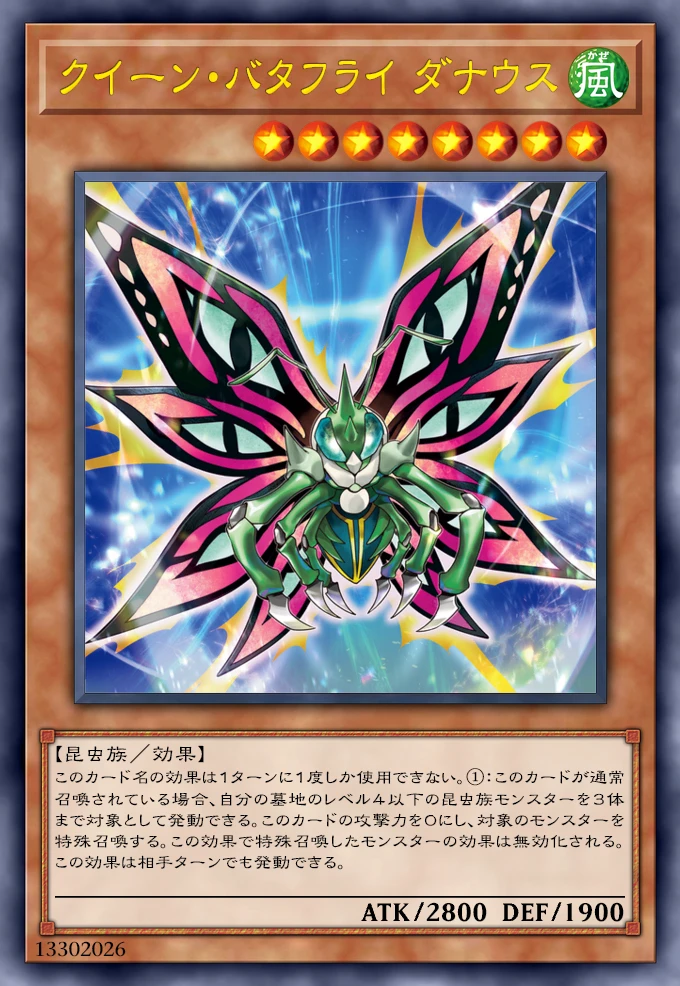 クイーン・バタフライ ダナウス
かぜ
風
【昆虫族／効果】
このカード名の効果は1ターンに1度しか使用できない。①：このカードが通常
召喚されている場合、自分の墓地のレベル4以下の昆虫族モンスターを3体
まで対象として発動できる。このカードの攻撃力を0にし、対象のモンスターを
特殊召喚する。この効果で特殊召喚したモンスターの効果は無効化される。
この効果は相手ターンでも発動できる。
ATK/2800 DEF/1900
13302026